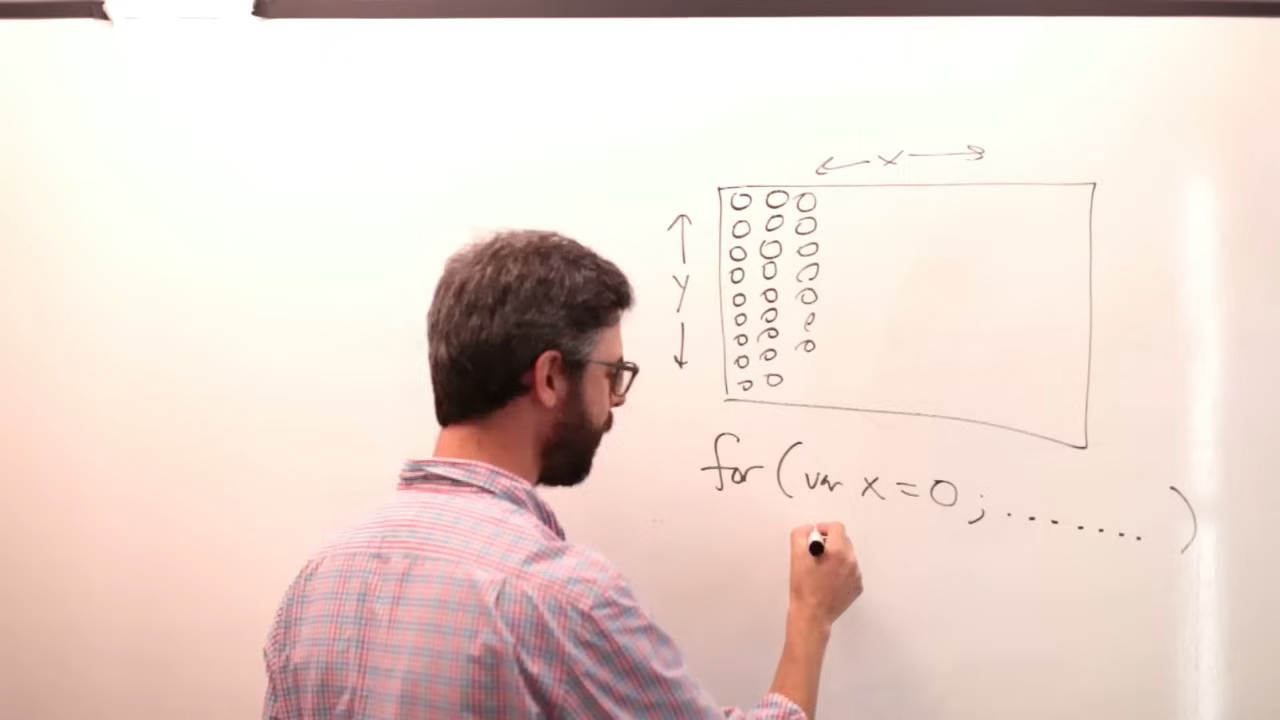 x
y
for (var x = 0; ....... )